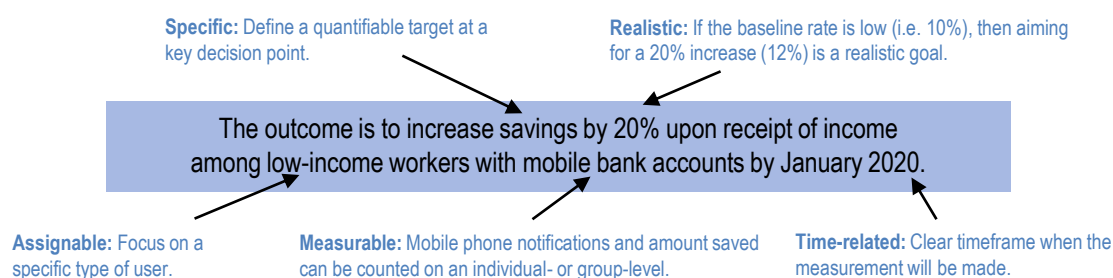 Specific: Define a quantifiable target at a
key decision point.
Realistic: If the baseline rate is low (i.e. 10%), then aiming
for a 20% increase (12%) is a realistic goal.
The outcome is to increase savings by 20% upon receipt of income
among low-income workers with mobile bank accounts by January 2020.
Assignable: Focus on a
specific type of user.
Measurable: Mobile phone notifications and amount saved
can be counted on an individual- or group-level.
Time-related: Clear timeframe when the
measurement will be made.